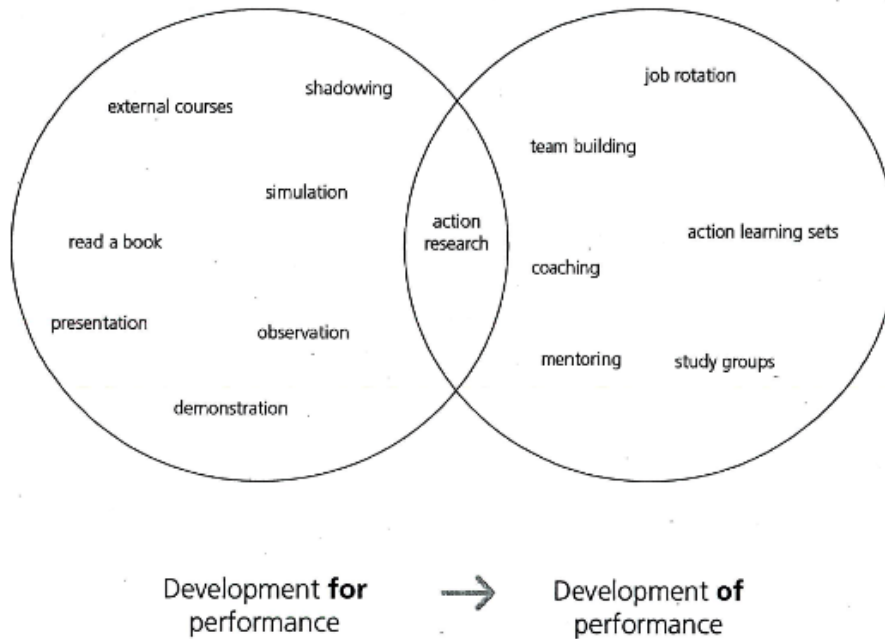 shadowing
external courses
simulation
read a book
presentation
observation
demonstration
action
research
job rotation
team building
action learning sets
coaching
mentoring
study groups
Development for
performance
→
Development of
performance